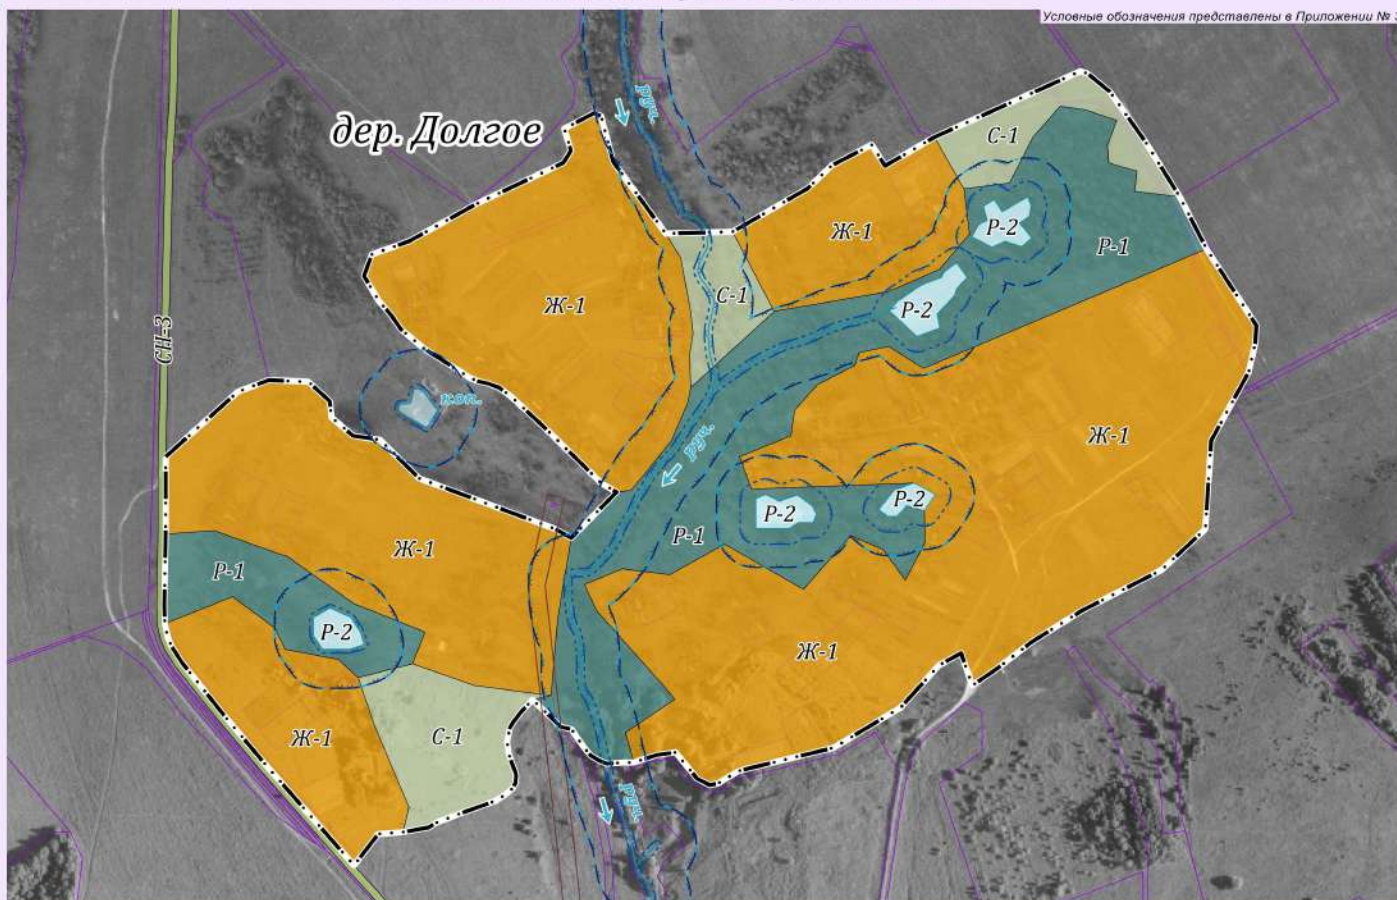 Условные обозначения представлены в Приложении №
руч.
дер. Долгое
С-1
Р-2
Ж-1
Р-1
С-1
Ж-1
Р-2
СП-3
коп.
руч.
Ж-1
Р-2
Р-2
Р-1
Ж-1
Р-1
Р-2
Ж-1
Ж-1
С-1
руч.